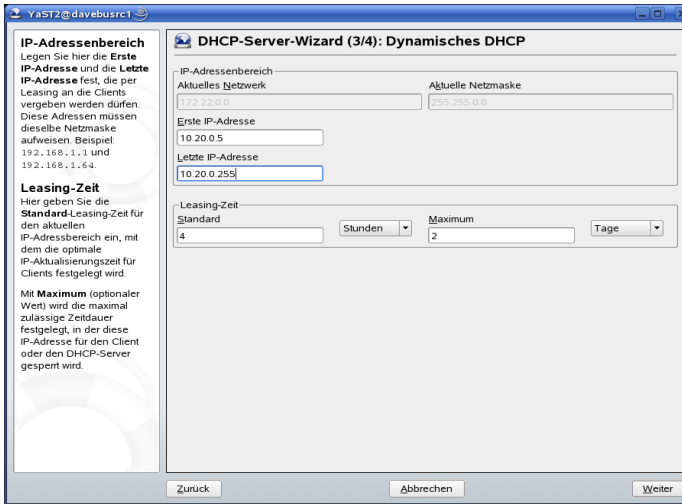 YaST2@davebusrc1
IP-Adressenbereich
Legen Sie hier die Erste
IP-Adresse und die Letzte
IP-Adresse fest, die per
Leasing an die Clients
vergeben werden dürfen.
Diese Adressen müssen
dieselbe Netzmaske
aufweisen. Beispiel:
192.168.1.1 und
192.168.1.64.
Leasing-Zeit
Hier geben Sie die
Standard-Leasing-Zeit für
den aktuellen
IP-Adressbereich ein, mit
dem die optimale
IP-Aktualisierungszeit für
Clients festgelegt wird.
Mit Maximum (optionaler
Wert) wird die maximal
zulässige Zeitdauer
festgelegt, in der diese
IP-Adresse für den Client
oder den DHCP-Server
gesperrt wird.
DHCP-Server-Wizard (3/4): Dynamisches DHCP
IP-Adressenbereich
Aktuelles Netzwerk Aktuelle Netzmaske
172.22.0.0 255.255.0.0
Erste IP-Adresse
10.20.0.5
Letzte IP-Adresse
10.20.0.255
Leasing-Zeit
Standard Maximum
4 Stunden 2 Tage
Zurück Abbrechen Weiter